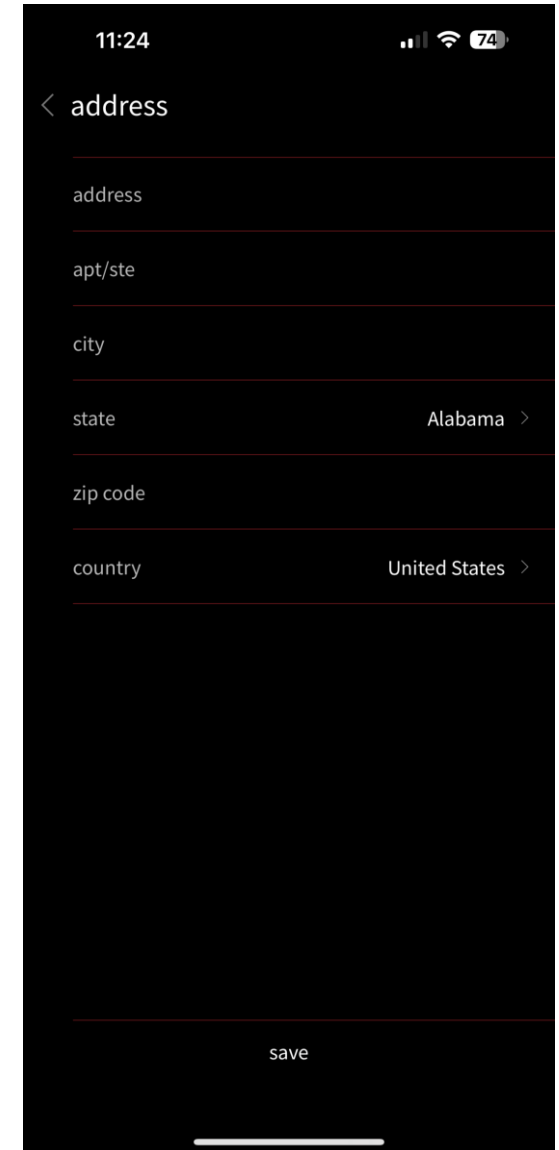 11:24 74
address
address
apt/ste
city
state Alabama
zip code
country United States
save